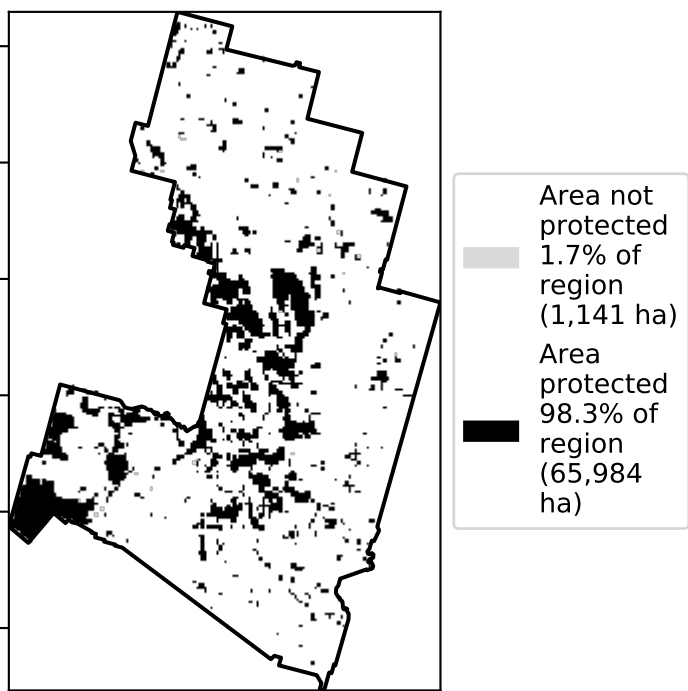 Area not
protected
1.7% of
region
(1,141 ha)
Area
protected
98.3% of
region
(65,984
ha)